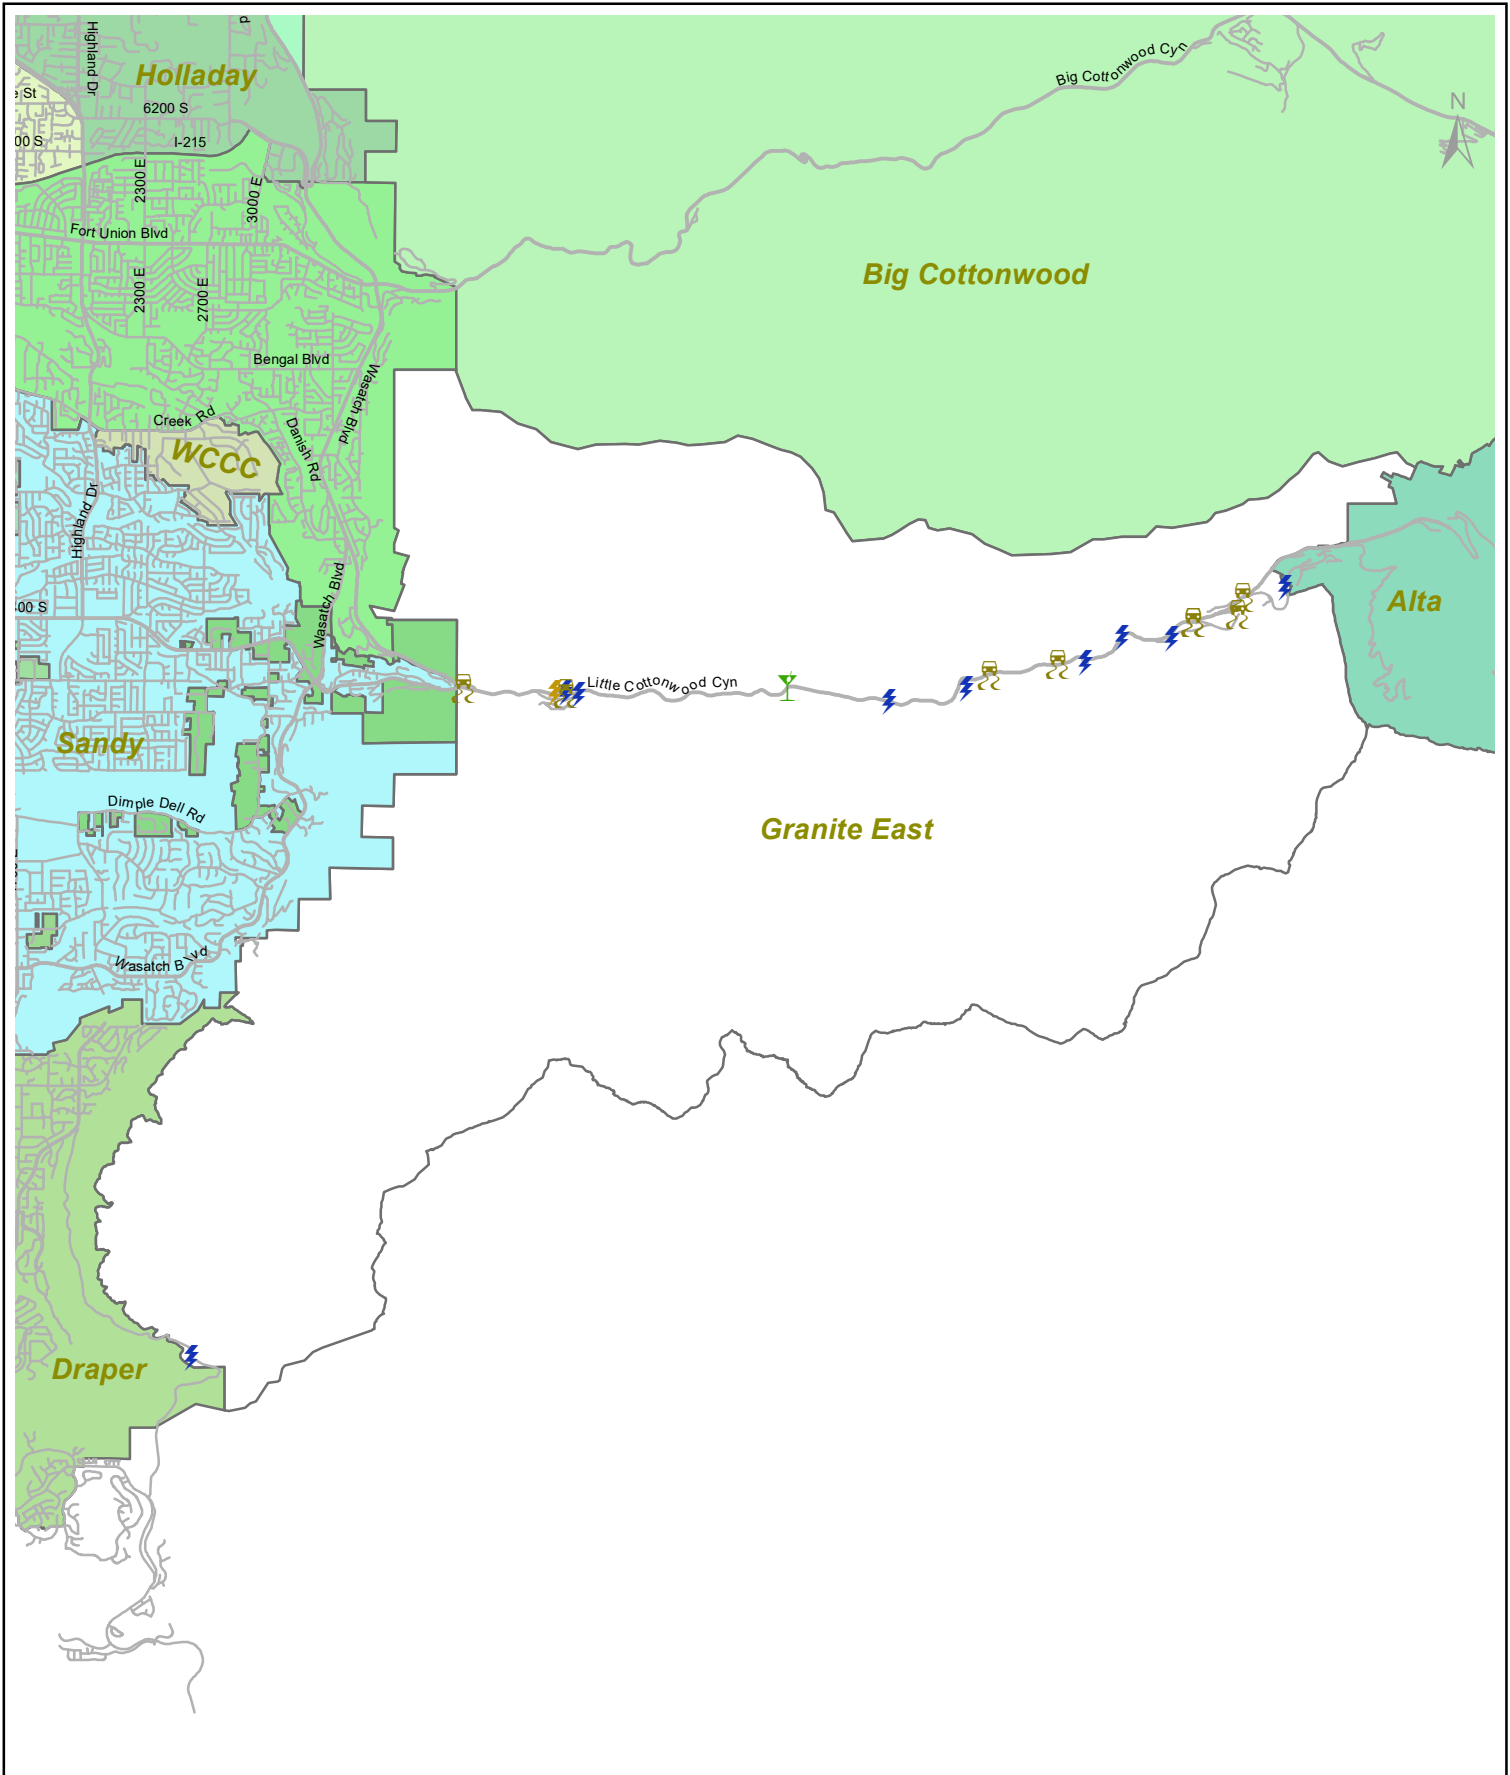 Highland Dr
Holladay
6200 S
I-215
00 S
2300 E
3000 E
Fort Union Blvd
2300 E
2700 E
Bengal Blvd
Wasatch Blvd
Creek Rd
WCCC
Danish Rd
Highland Dr
Wasatch Blvd
00 S
Big Cottonwood Cyn
N
Big Cottonwood
Alta
Little Cottonwood Cyn
Sandy
Dimple Dell Rd
Granite East
Wasatch Blvd
Draper